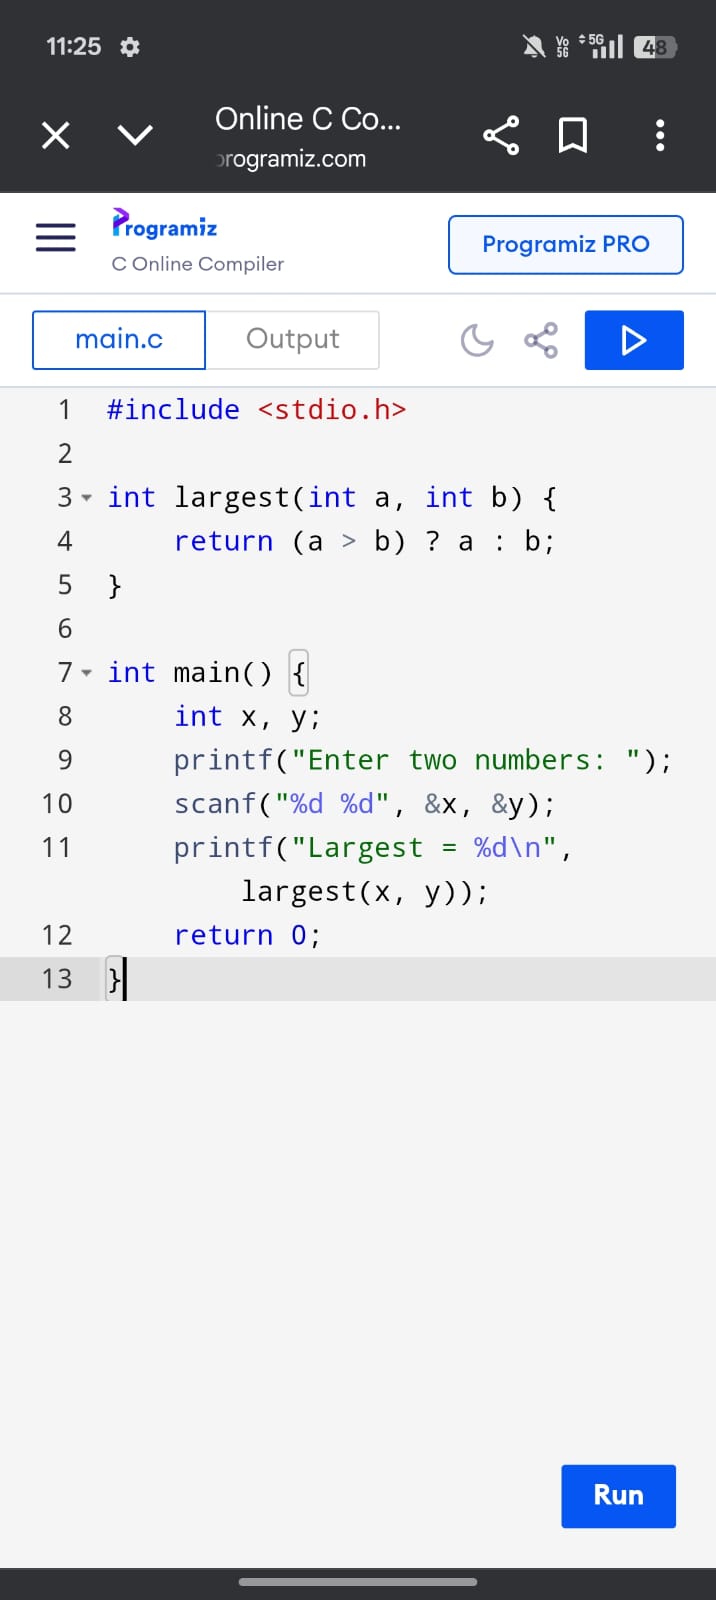 11:25 Vo 5G 5G 48
Online C Co...
programiz.com
Programiz
C Online Compiler
Programiz PRO
main.c Output
1 #include <stdio.h>
2
3 int largest(int a, int b) {
4     return (a > b) ? a : b;
5 }
6
7 int main() {
8     int x, y;
9     printf("Enter two numbers: ");
10     scanf("%d %d", &x, &y);
11     printf("Largest = %d\n",
        largest(x, y));
12     return 0;
13 }
Run